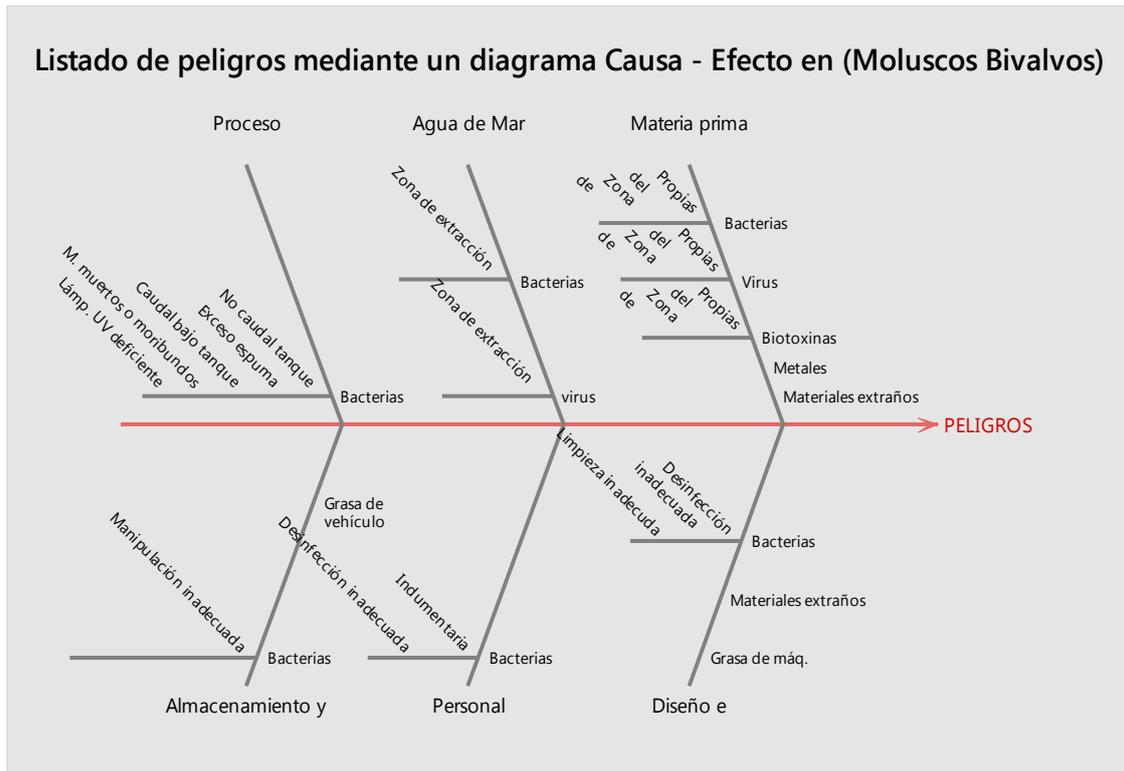 Listado de peligros mediante un diagrama Causa - Efecto en (Moluscos Bivalvos)
Proceso
Agua de Mar
Materia prima
Propias
del
Zona
de
Bacterias
Propias
del
Zona
de
Virus
Propias
del
Zona
de
Biotoxinas
Metales
Materiales extraños
Zona de extracción
Bacterias
Zona de extracción
virus
No caudal tanque
Exceso espuma
Caudal bajo tanque
M. muertos o moribundos
Lámp. UV deficiente
Bacterias
PELIGROS
Grasa de
vehículo
Manipulación inadecuada
Bacterias
Desinfección inadecuada
Indumentaria
Bacterias
Limpieza inadecuda
Desinfección
inadecuada
Bacterias
Materiales extraños
Grasa de máq.
Almacenamiento y
Personal
Diseño e